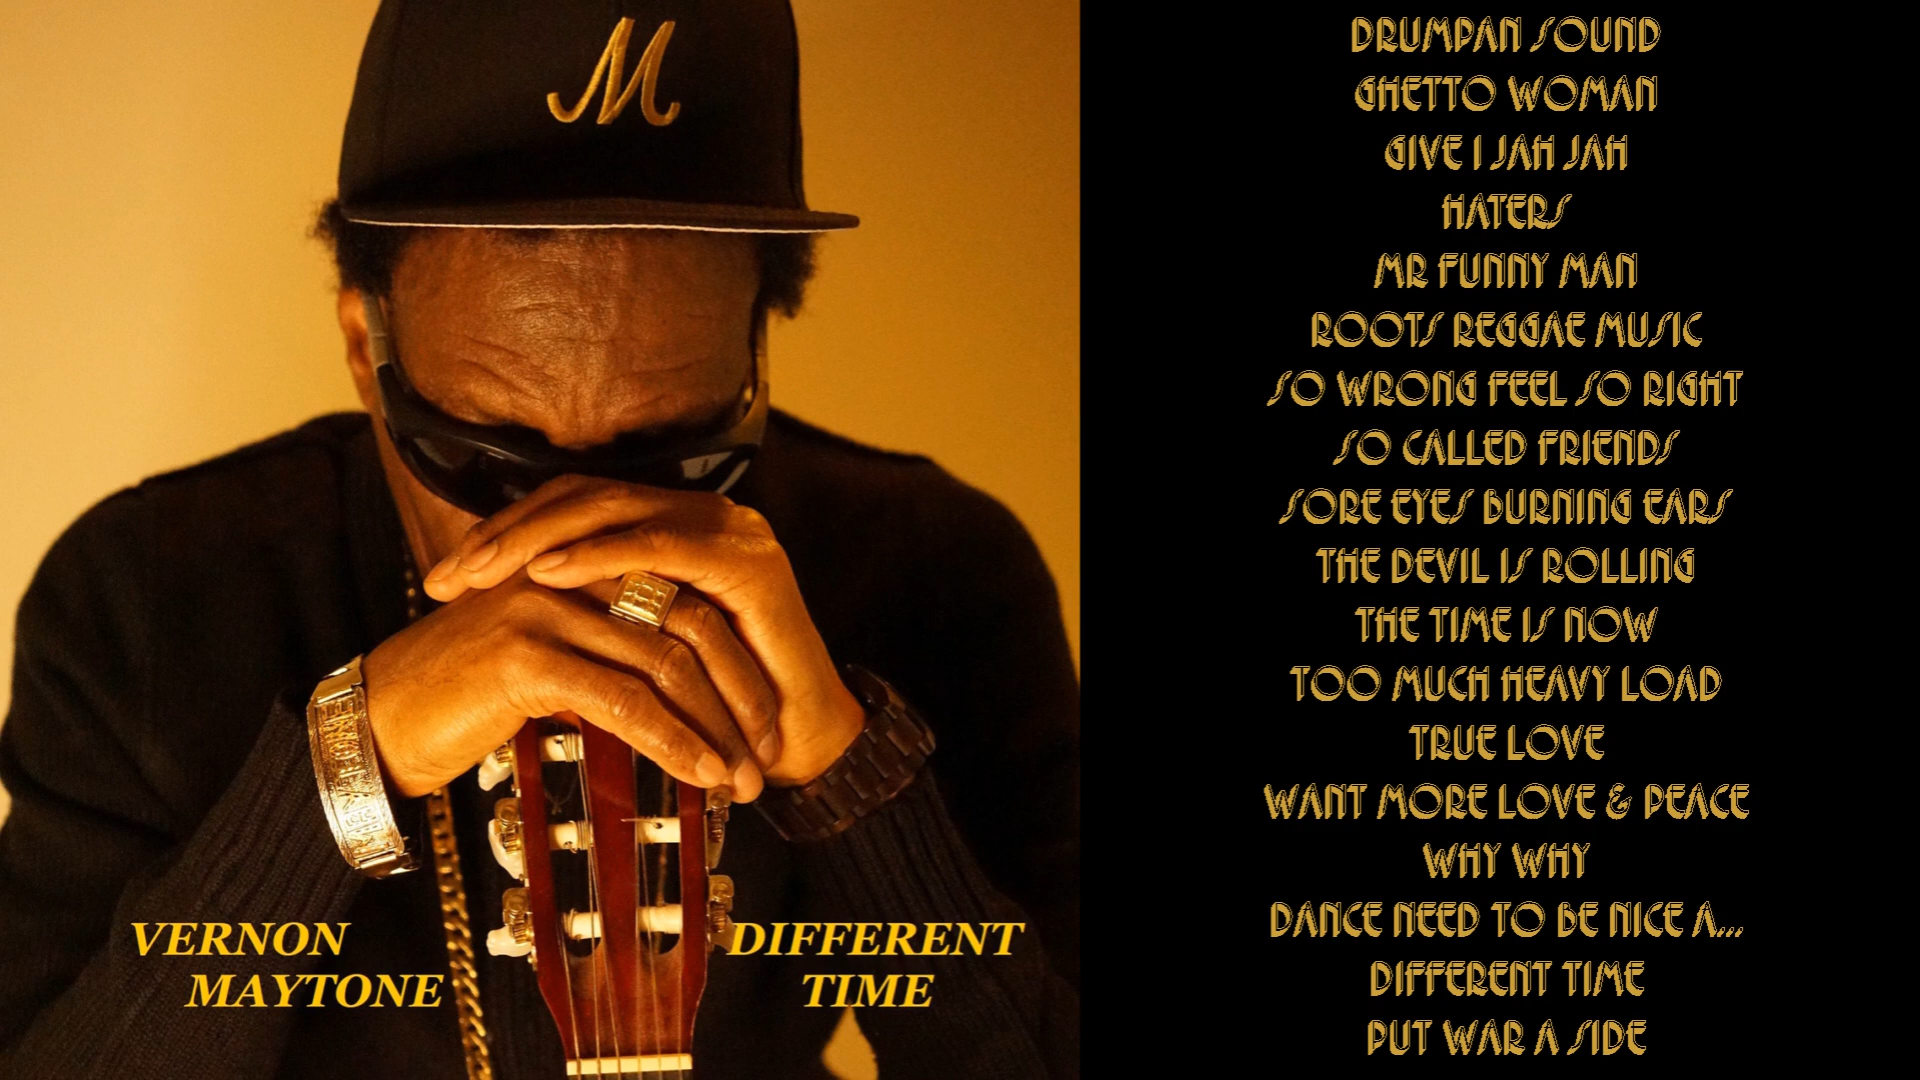 M
VERNON
MAYTONE
DIFFERENT
TIME
DRUMPAN SOUND
GHETTO WOMAN
GIVE I JAH JAH
HATERS
MR FUNNY MAN
ROOTS REGGAE MUSIC
SO WRONG FEEL SO RIGHT
SO CALLED FRIENDS
SORE EYES BURNING EARS
THE DEVIL IS ROLLING
THE TIME IS NOW
TOO MUCH HEAVY LOAD
TRUE LOVE
WANT MORE LOVE & PEACE
WHY WHY
DANCE NEED TO BE NICE A...
DIFFERENT TIME
PUT WAR A SIDE